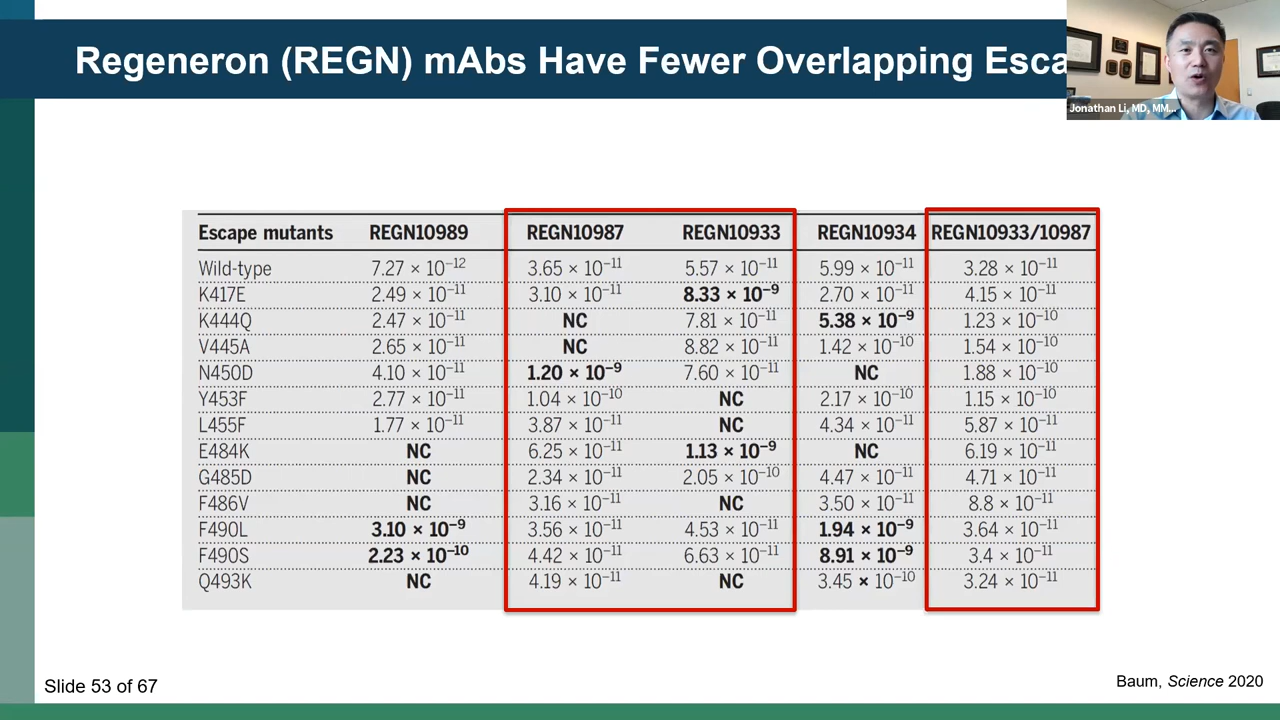 Regeneron (REGN) mAbs Have Fewer Overlapping Esca
Jonathan Li, MD, MM...
Escape mutants REGN10989 REGN10987 REGN10933 REGN10934 REGN10933/10987
Wild-type 7.27 × 10⁻¹² 3.65 × 10⁻¹¹ 5.57 × 10⁻¹¹ 5.99 × 10⁻¹¹ 3.28 × 10⁻¹¹
K417E 2.49 × 10⁻¹¹ 3.10 × 10⁻¹¹ 8.33 × 10⁻⁹ 2.70 × 10⁻¹¹ 4.15 × 10⁻¹¹
K444Q 2.47 × 10⁻¹¹ NC 7.81 × 10⁻¹¹ 5.38 × 10⁻⁹ 1.23 × 10⁻¹⁰
V445A 2.65 × 10⁻¹¹ NC 8.82 × 10⁻¹¹ 1.42 × 10⁻¹⁰ 1.54 × 10⁻¹⁰
N450D 4.10 × 10⁻¹¹ 1.20 × 10⁻⁹ 7.60 × 10⁻¹¹ NC 1.88 × 10⁻¹⁰
Y453F 2.77 × 10⁻¹¹ 1.04 × 10⁻¹⁰ NC 2.17 × 10⁻¹⁰ 1.15 × 10⁻¹⁰
L455F 1.77 × 10⁻¹¹ 3.87 × 10⁻¹¹ NC 4.34 × 10⁻¹¹ 5.87 × 10⁻¹¹
E484K NC 6.25 × 10⁻¹¹ 1.13 × 10⁻⁹ NC 6.19 × 10⁻¹¹
G485D NC 2.34 × 10⁻¹¹ 2.05 × 10⁻¹⁰ 4.47 × 10⁻¹¹ 4.71 × 10⁻¹¹
F486V NC 3.16 × 10⁻¹¹ NC 3.50 × 10⁻¹¹ 8.8 × 10⁻¹¹
F490L 3.10 × 10⁻⁹ 3.56 × 10⁻¹¹ 4.53 × 10⁻¹¹ 1.94 × 10⁻⁹ 3.64 × 10⁻¹¹
F490S 2.23 × 10⁻¹⁰ 4.42 × 10⁻¹¹ 6.63 × 10⁻¹¹ 8.91 × 10⁻⁹ 3.4 × 10⁻¹¹
Q493K NC 4.19 × 10⁻¹¹ NC 3.45 × 10⁻¹⁰ 3.24 × 10⁻¹¹
Slide 53 of 67
Baum, Science 2020